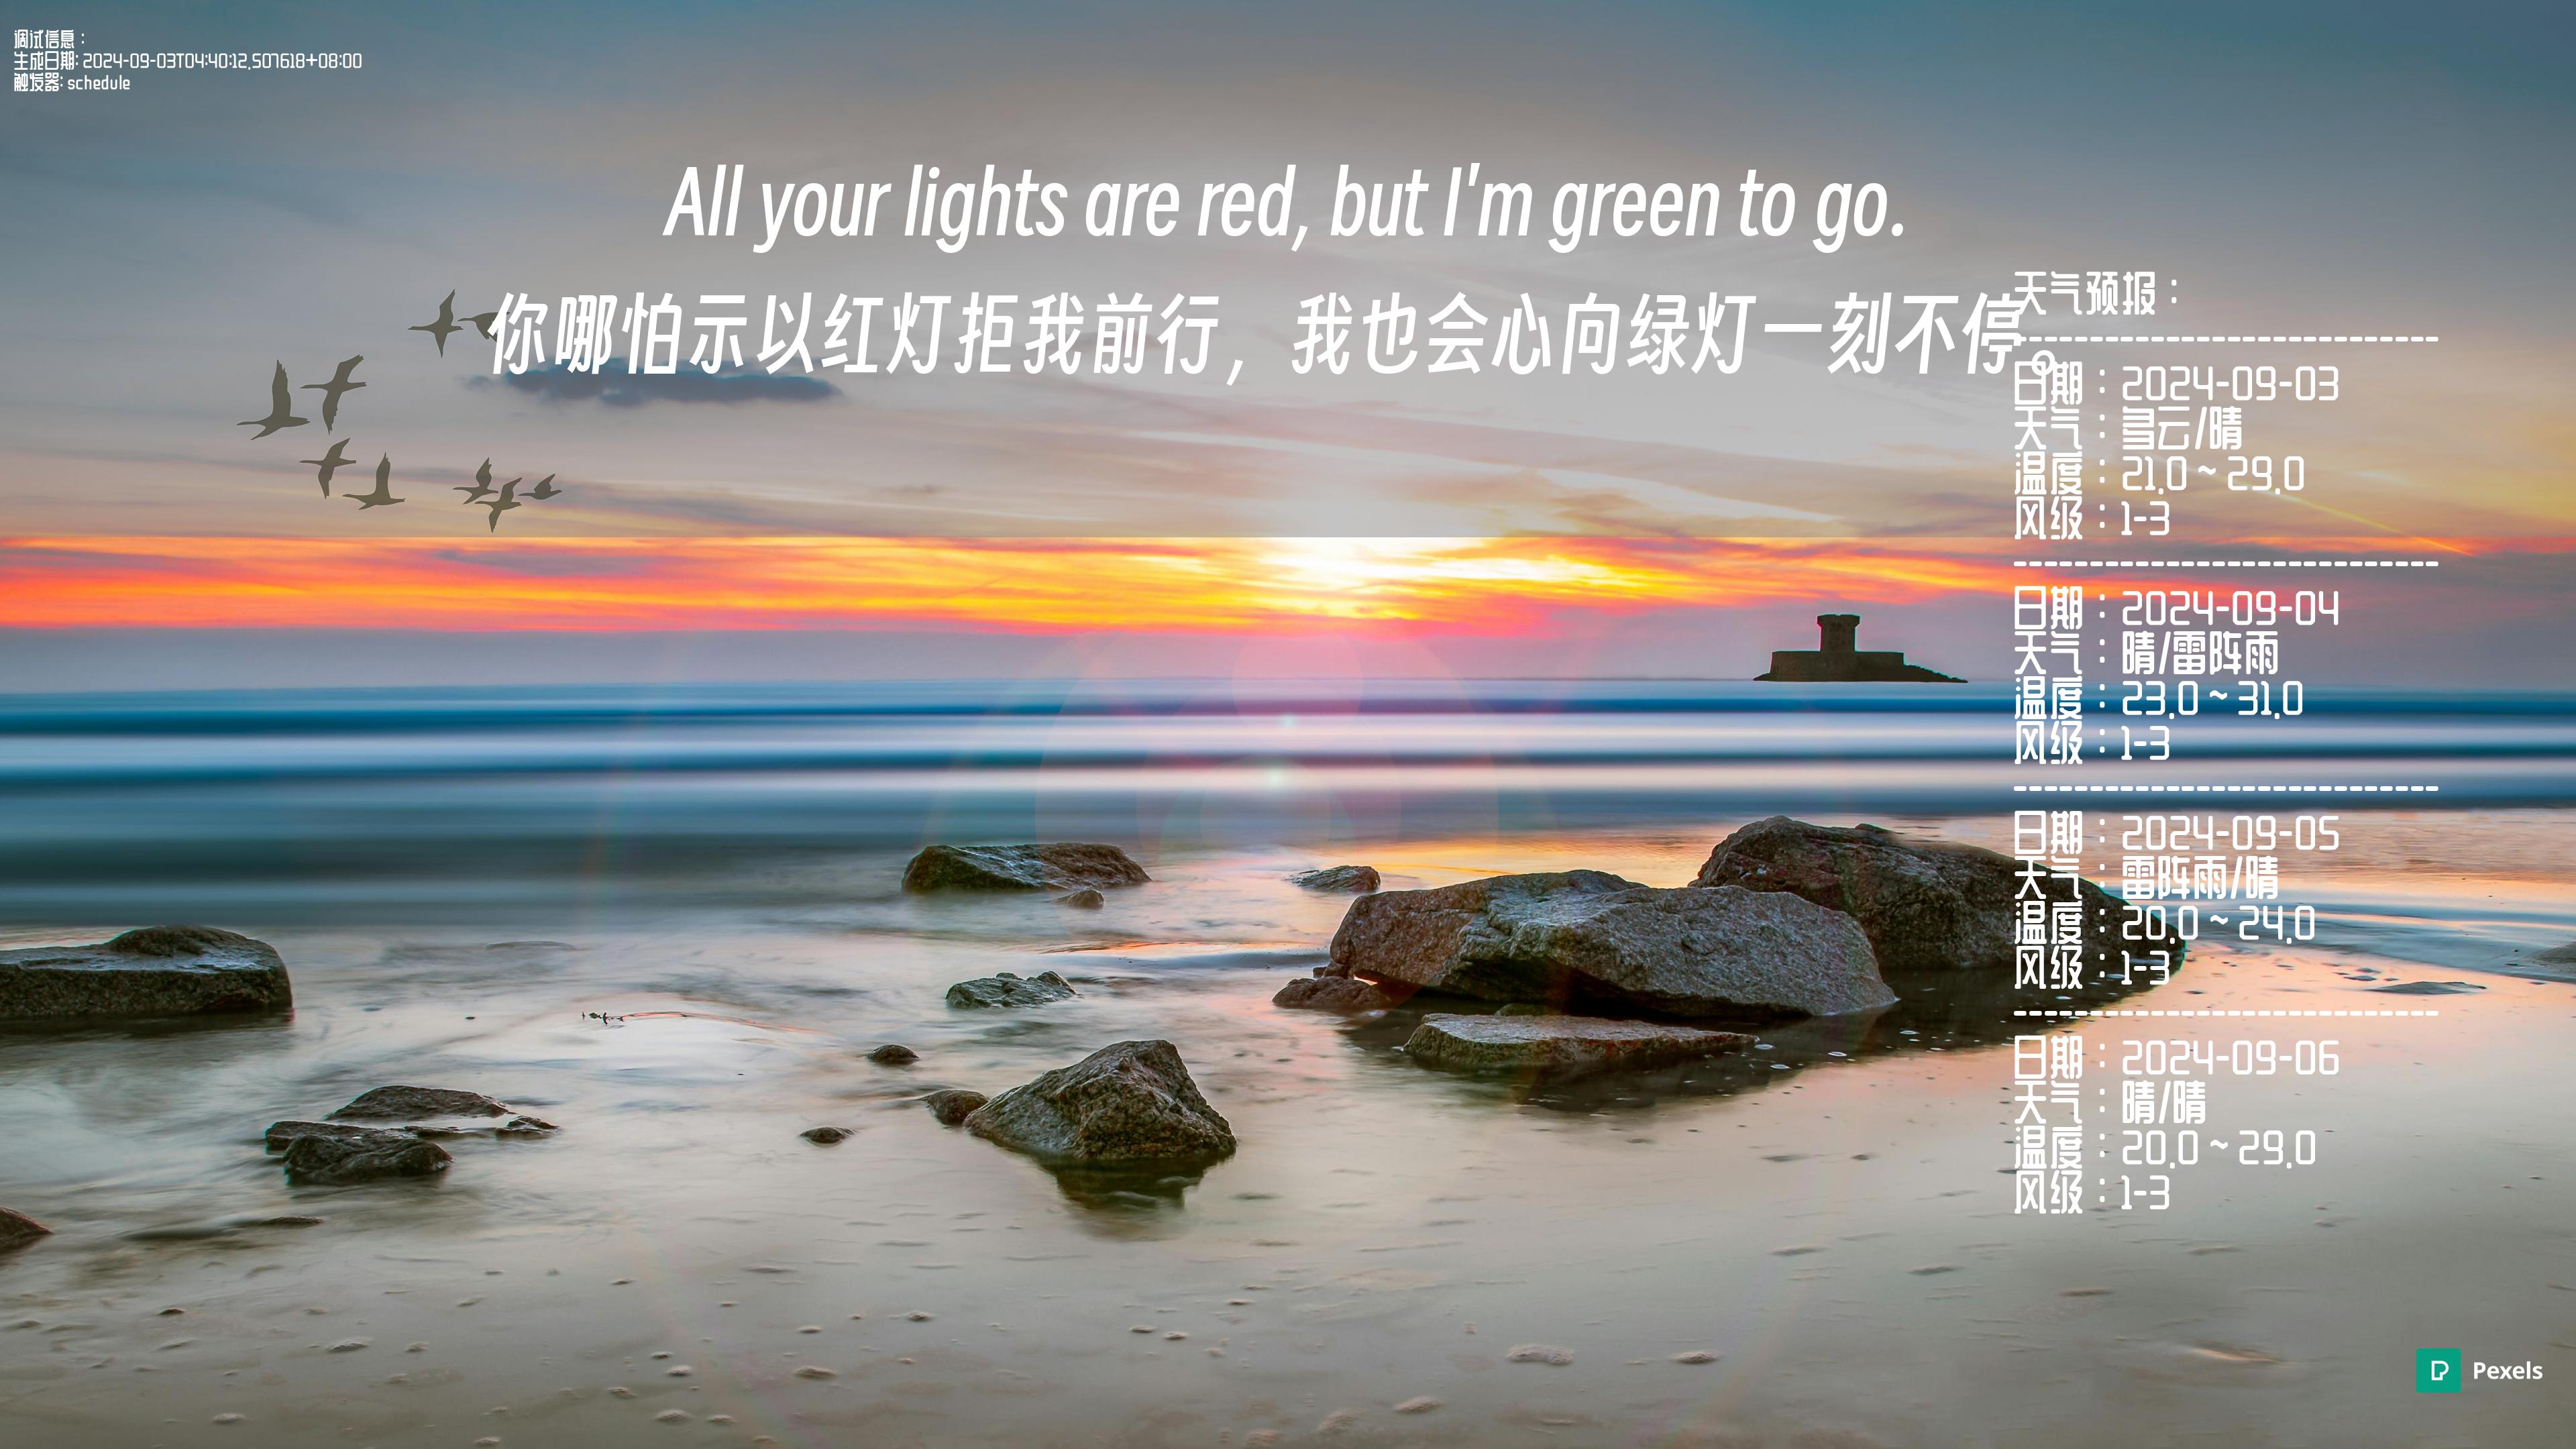 调试信息：
生成日期: 2024-09-03T04:40:12.507618+08:00
触发器: schedule
All your lights are red, but I'm green to go.
你哪怕示以红灯拒我前行，我也会心向绿灯一刻不停。
天气预报：
----------------------------
日期：2024-09-03
天气：多云/晴
温度：21.0 ~ 29.0
风级：1-3
----------------------------
日期：2024-09-04
天气：晴/雷阵雨
温度：23.0 ~ 31.0
风级：1-3
----------------------------
日期：2024-09-05
天气：雷阵雨/晴
温度：20.0 ~ 24.0
风级：1-3
----------------------------
日期：2024-09-06
天气：晴/晴
温度：20.0 ~ 29.0
风级：1-3
Pexels